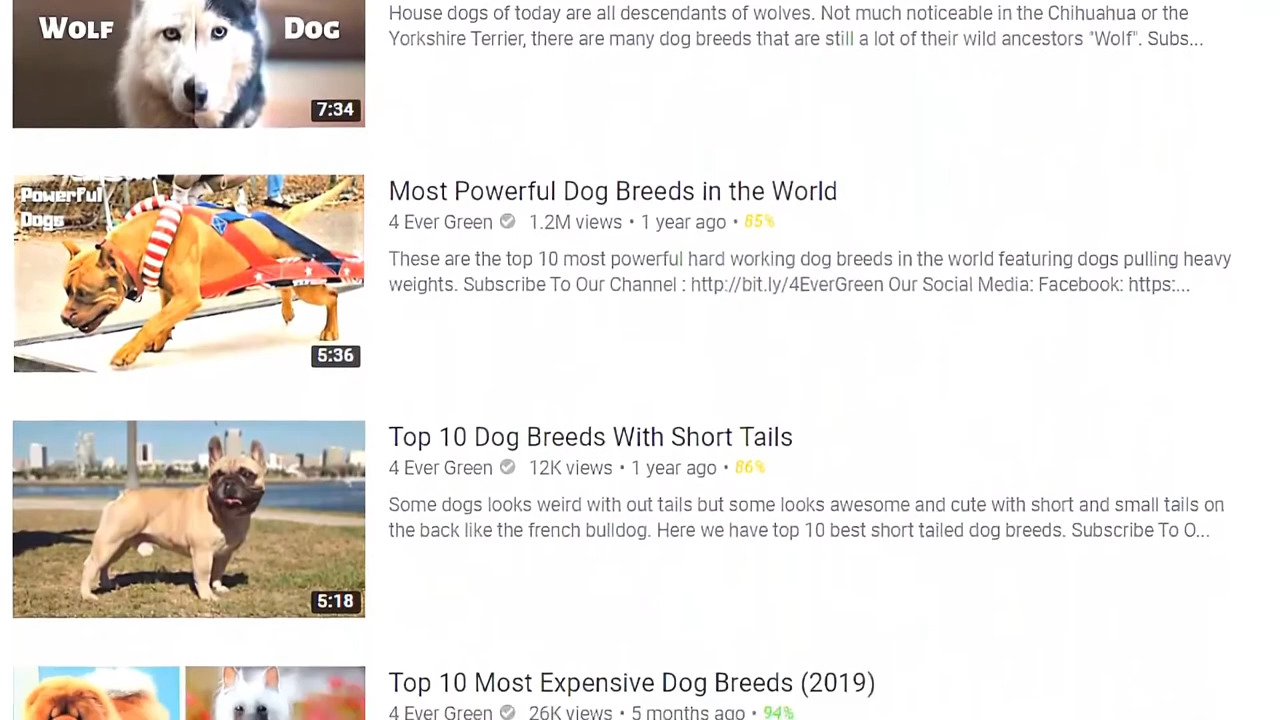 WOLF DOG
7:34
House dogs of today are all descendants of wolves. Not much noticeable in the Chihuahua or the
Yorkshire Terrier, there are many dog breeds that are still a lot of their wild ancestors "Wolf". Subs...
Powerful
Dogs
5:36
Most Powerful Dog Breeds in the World
4 Ever Green 1.2M views • 1 year ago • 85%
These are the top 10 most powerful hard working dog breeds in the world featuring dogs pulling heavy
weights. Subscribe To Our Channel : http://bit.ly/4EverGreen Our Social Media: Facebook: https:...
5:18
Top 10 Dog Breeds With Short Tails
4 Ever Green 12K views • 1 year ago • 86%
Some dogs looks weird with out tails but some looks awesome and cute with short and small tails on
the back like the french bulldog. Here we have top 10 best short tailed dog breeds. Subscribe To O...
Top 10 Most Expensive Dog Breeds (2019)
4 Ever Green 26K views • 5 months ago • 94%